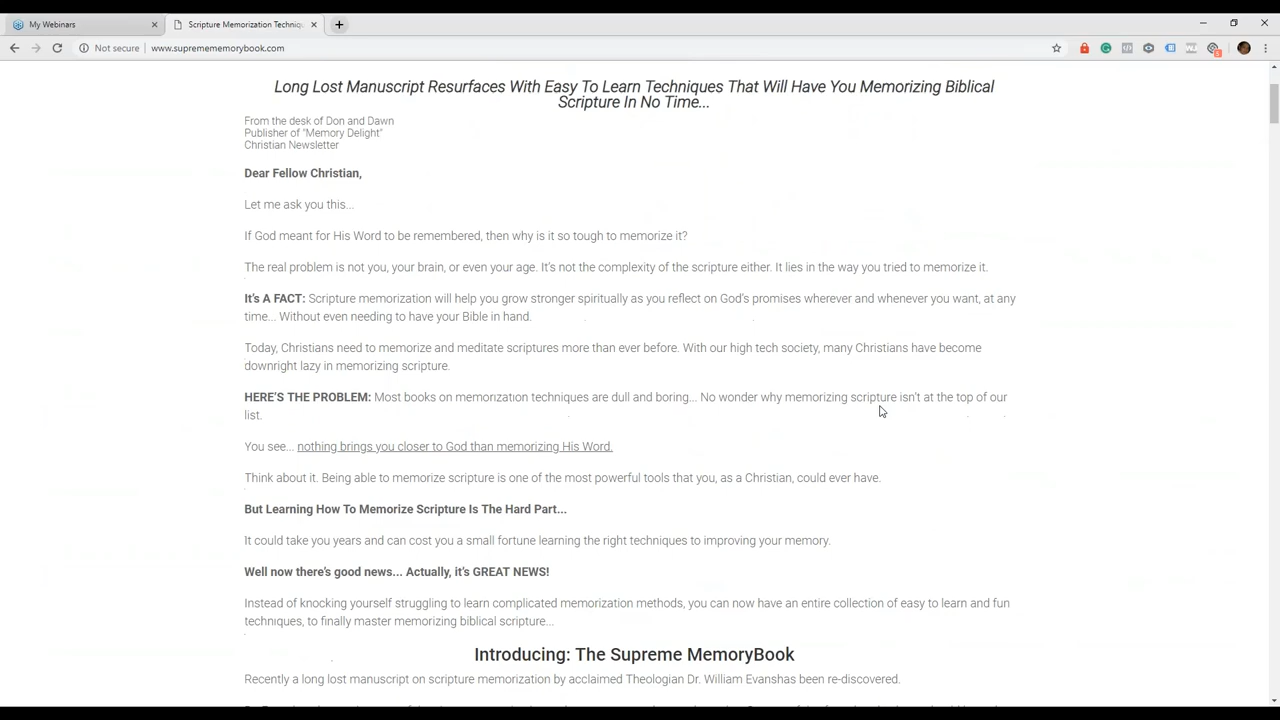 My Webinars
Scripture Memorization Techniqu
Not secure
www.suprememorybook.com
Long Lost Manuscript Resurfaces With Easy To Learn Techniques That Will Have You Memorizing Biblical
Scripture In No Time...
From the desk of Don and Dawn
Publisher of "Memory Delight"
Christian Newsletter
Dear Fellow Christian,
Let me ask you this...
If God meant for His Word to be remembered, then why is it so tough to memorize it?
The real problem is not you, your brain, or even your age. It's not the complexity of the scripture either. It lies in the way you tried to memorize it.
It's A FACT: Scripture memorization will help you grow stronger spiritually as you reflect on God's promises wherever and whenever you want, at any
time... Without even needing to have your Bible in hand.
Today, Christians need to memorize and meditate scriptures more than ever before. With our high tech society, many Christians have become
downright lazy in memorizing scripture.
HERE'S THE PROBLEM: Most books on memorization techniques are dull and boring... No wonder why memorizing scripture isn't at the top of our
list.
You see... nothing brings you closer to God than memorizing His Word.
Think about it. Being able to memorize scripture is one of the most powerful tools that you, as a Christian, could ever have.
But Learning How To Memorize Scripture Is The Hard Part...
It could take you years and can cost you a small fortune learning the right techniques to improving your memory.
Well now there's good news... Actually, it's GREAT NEWS!
Instead of knocking yourself struggling to learn complicated memorization methods, you can now have an entire collection of easy to learn and fun
techniques, to finally master memorizing biblical scripture...
Introducing: The Supreme MemoryBook
Recently a long lost manuscript on scripture memorization by acclaimed Theologian Dr. William Evanshas been re-discovered.